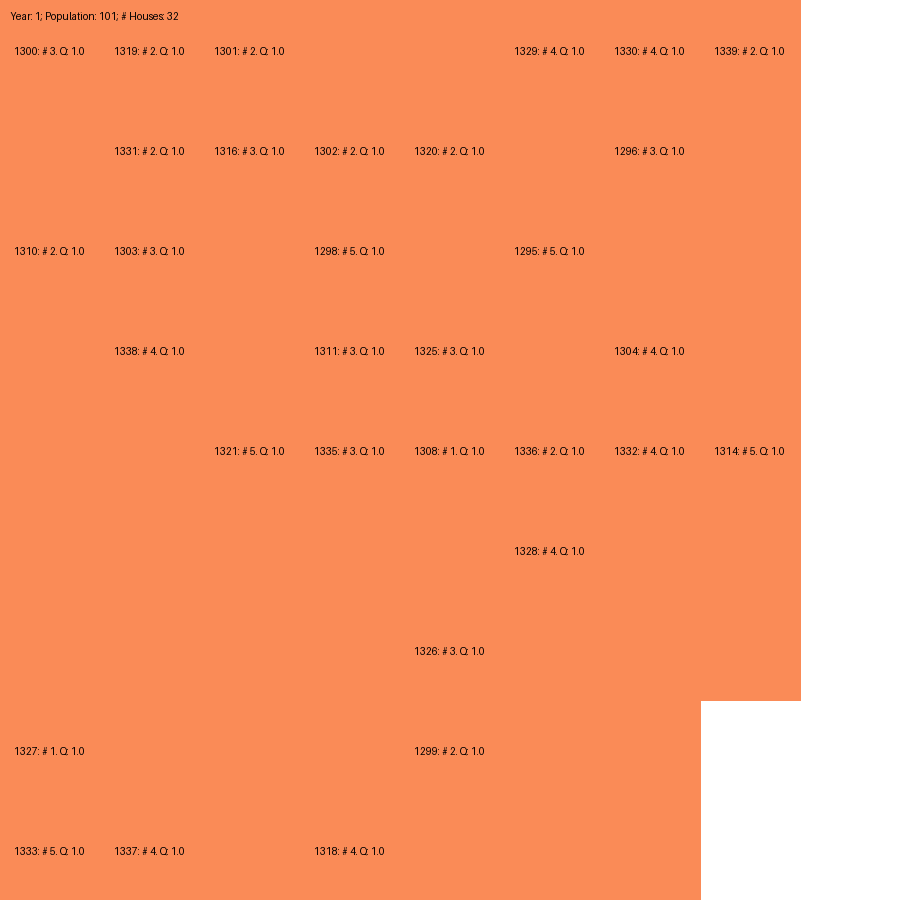 Year: 1; Population: 101; # Houses: 32
1300: # 3. Q: 1.0 1319: # 2. Q: 1.0 1301: # 2. Q: 1.0 1329: # 4. Q: 1.0 1330: # 4. Q: 1.0 1339: # 2. Q: 1.0
1331: # 2. Q: 1.0 1316: # 3. Q: 1.0 1302: # 2. Q: 1.0 1320: # 2. Q: 1.0 1296: # 3. Q: 1.0
1310: # 2. Q: 1.0 1303: # 3. Q: 1.0 1298: # 5. Q: 1.0 1295: # 5. Q: 1.0
1338: # 4. Q: 1.0 1311: # 3. Q: 1.0 1325: # 3. Q: 1.0 1304: # 4. Q: 1.0
1321: # 5. Q: 1.0 1335: # 3. Q: 1.0 1308: # 1. Q: 1.0 1336: # 2. Q: 1.0 1332: # 4. Q: 1.0 1314: # 5. Q: 1.0
1328: # 4. Q: 1.0
1326: # 3. Q: 1.0
1327: # 1. Q: 1.0 1299: # 2. Q: 1.0
1333: # 5. Q: 1.0 1337: # 4. Q: 1.0 1318: # 4. Q: 1.0